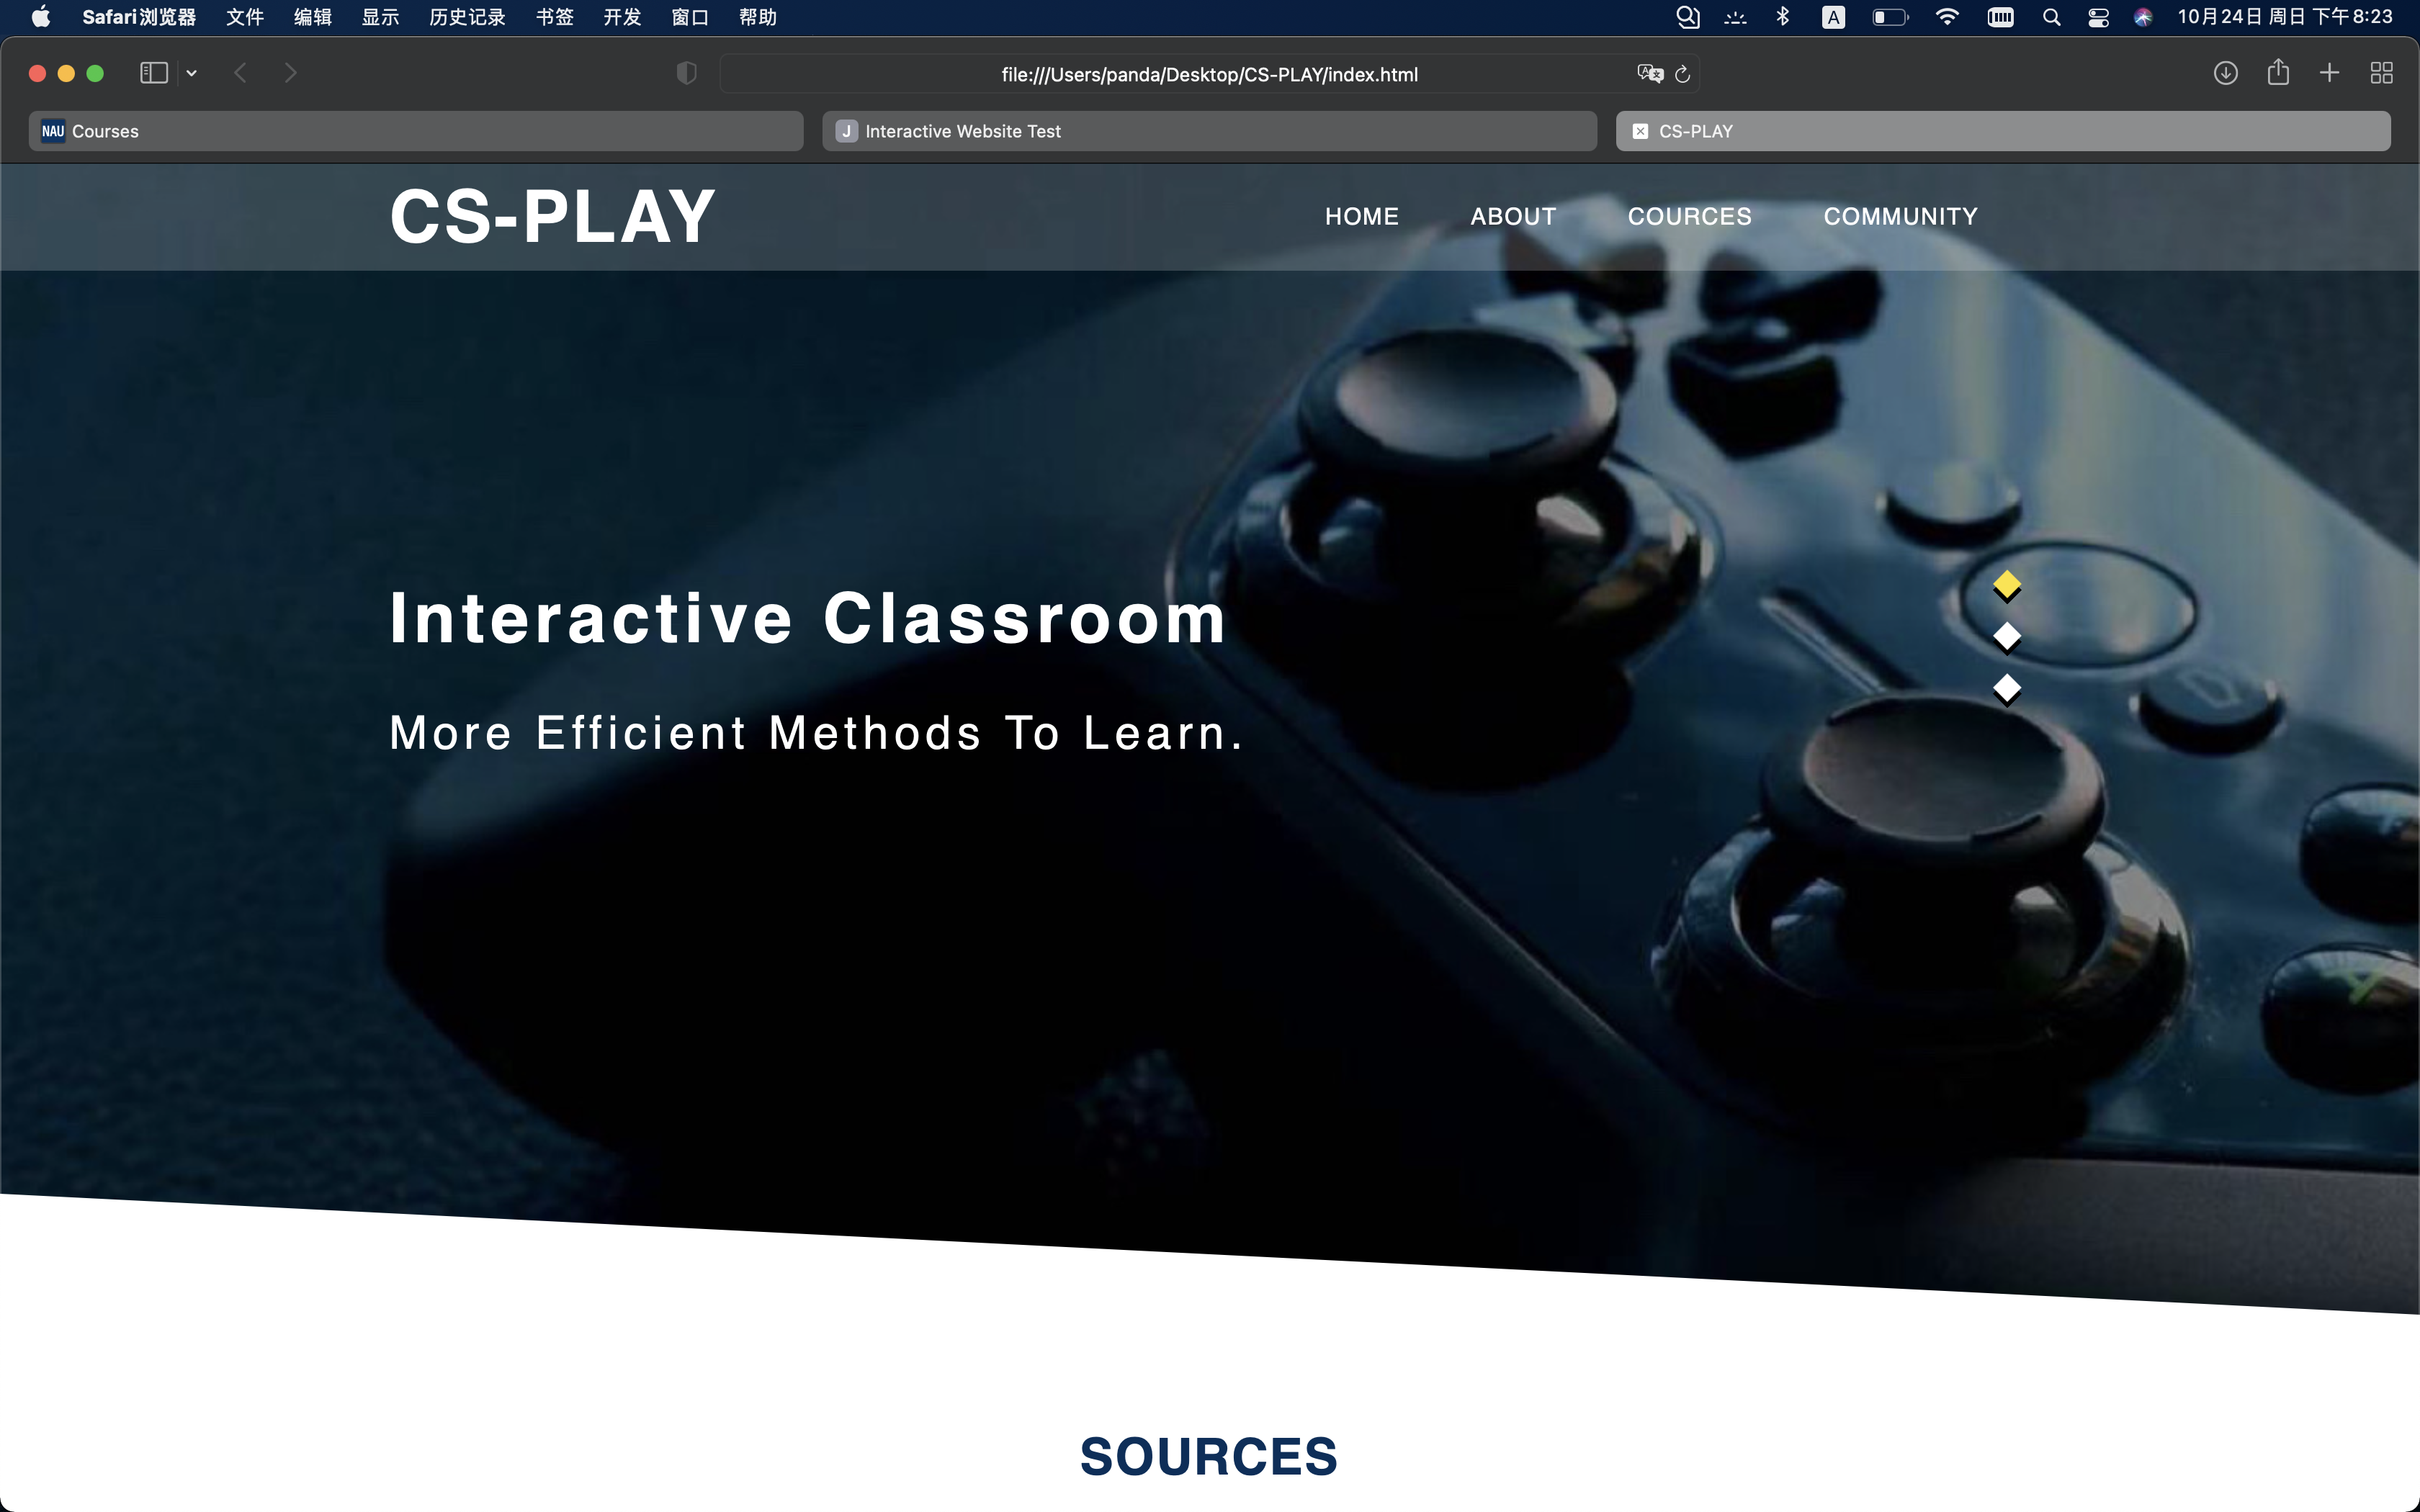 Safari浏览器 文件 编辑 显示 历史记录 书签 开发 窗口 帮助 A 10月24日 周日 下午8:23
file:///Users/panda/Desktop/CS-PLAY/index.html
NAU Courses J Interactive Website Test CS-PLAY
CS-PLAY HOME ABOUT COURCES COMMUNITY
Interactive Classroom
More Efficient Methods To Learn.
SOURCES